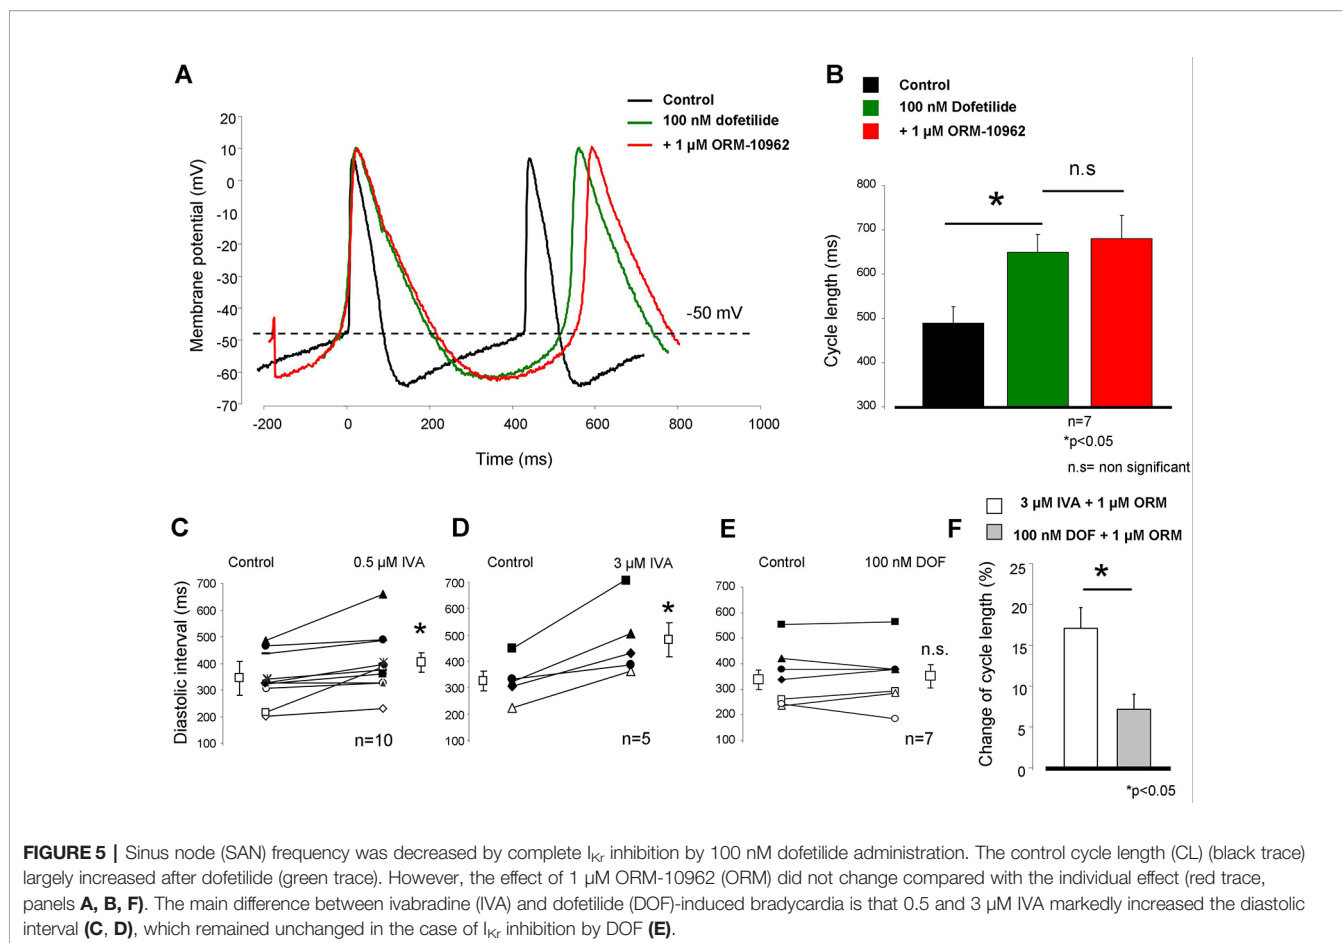 A
Control
100 nM dofetilide
+ 1 µM ORM-10962
Membrane potential (mV)
20
10
0
-10
-20
-30
-40
-50
-60
-70
-50 mV
-200
0
200
400
600
800
1000
Time (ms)
B
Control
100 nM Dofetilide
+ 1 µM ORM-10962
Cycle length (ms)
800
700
600
500
400
300
*
n.s
n=7
*p<0.05
n.s= non significant
C
Control
0.5 µM IVA
Diastolic interval (ms)
700
600
500
400
300
200
100
*
n=10
D
Control
3 µM IVA
700
600
500
400
300
200
100
*
n=5
E
Control
100 nM DOF
700
600
500
400
300
200
100
n.s.
n=7
F
3 µM IVA + 1 µM ORM
100 nM DOF + 1 µM ORM
Change of cycle length (%)
25
20
15
10
5
0
*
*p<0.05
FIGURE 5 | Sinus node (SAN) frequency was decreased by complete IKr inhibition by 100 nM dofetilide administration. The control cycle length (CL) (black trace)
largely increased after dofetilide (green trace). However, the effect of 1 µM ORM-10962 (ORM) did not change compared with the individual effect (red trace,
panels A, B, F). The main difference between ivabradine (IVA) and dofetilide (DOF)-induced bradycardia is that 0.5 and 3 µM IVA markedly increased the diastolic
interval (C, D), which remained unchanged in the case of IKr inhibition by DOF (E).